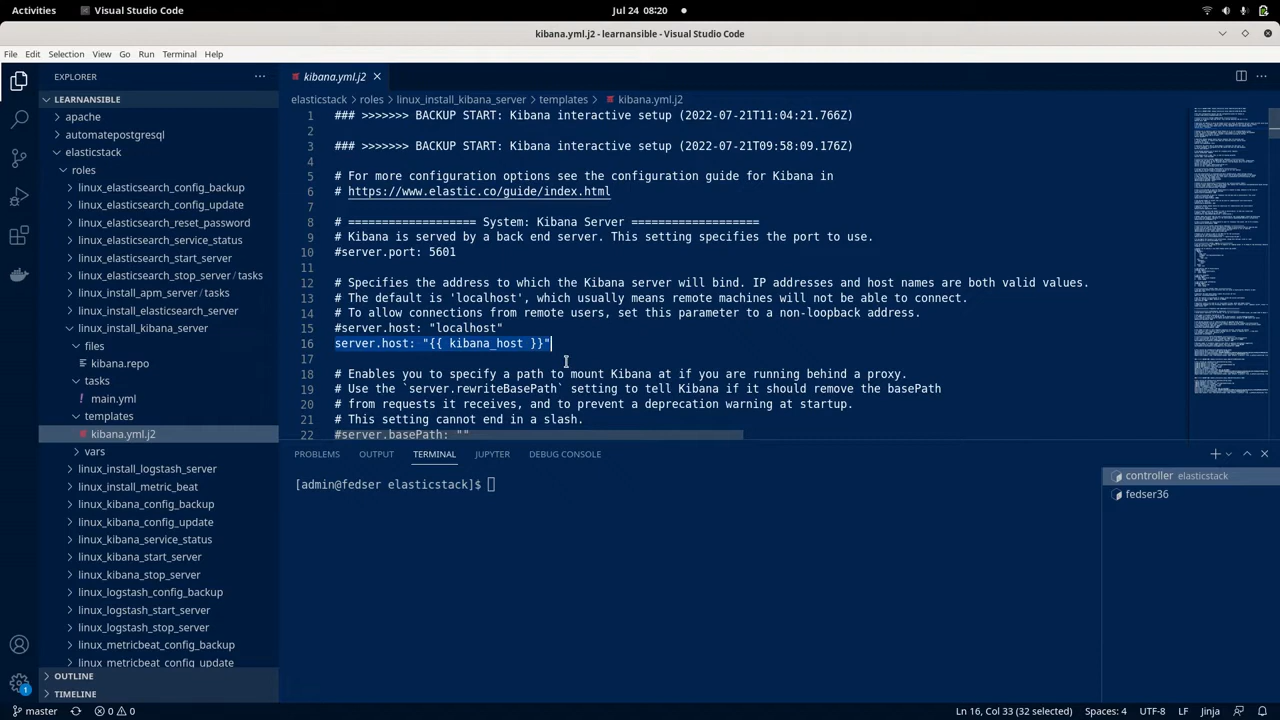 Activities
Visual Studio Code
Jul 24 08:20
kibana.yml.j2 - learnansible - Visual Studio Code
File Edit Selection View Go Run Terminal Help
EXPLORER
LEARNANSIBLE
apache
automatepostgresql
elasticstack
roles
linux_elasticsearch_config_backup
linux_elasticsearch_config_update
linux_elasticsearch_reset_password
linux_elasticsearch_service_status
linux_elasticsearch_start_server
linux_elasticsearch_stop_server / tasks
linux_install_apm_server / tasks
linux_install_elasticsearch_server
linux_install_kibana_server
files
kibana.repo
tasks
main.yml
templates
kibana.yml.j2
vars
linux_install_logstash_server
linux_install_metric_beat
linux_kibana_config_backup
linux_kibana_config_update
linux_kibana_service_status
linux_kibana_start_server
linux_kibana_stop_server
linux_logstash_config_backup
linux_logstash_start_server
linux_logstash_stop_server
linux_metricbeat_config_backup
linux_metricbeat_config_update
OUTLINE
TIMELINE
kibana.yml.j2
elasticstack > roles > linux_install_kibana_server > templates > kibana.yml.j2
1 ### >>>>>>> BACKUP START: Kibana interactive setup (2022-07-21T11:04:21.766Z)
2
3 ### >>>>>>> BACKUP START: Kibana interactive setup (2022-07-21T09:58:09.176Z)
4
5 # For more configuration options see the configuration guide for Kibana in
6 # https://www.elastic.co/guide/index.html
7
8 # =================== System: Kibana Server ===================
9 # Kibana is served by a back end server. This setting specifies the port to use.
10 server.port: 5601
11
12 # Specifies the address to which the Kibana server will bind. IP addresses and host names are both valid values.
13 # The default is 'localhost', which usually means remote machines will not be able to connect.
14 # To allow connections from remote users, set this parameter to a non-loopback address.
15 #server.host: "localhost"
16 server.host: "{{ kibana_host }}"
17
18 # Enables you to specify a path to mount Kibana at if you are running behind a proxy.
19 # Use the `server.rewriteBasePath` setting to tell Kibana if it should remove the basePath
20 # from requests it receives, and to prevent a deprecation warning at startup.
21 # This setting cannot end in a slash.
22 #server.basePath: ""
PROBLEMS OUTPUT TERMINAL JUPYTER DEBUG CONSOLE
[admin@fedser elasticstack]$
controller elasticstack
fedser36
1
master 0 0
Ln 16, Col 33 (32 selected) Spaces: 4 UTF-8 LF Jinja